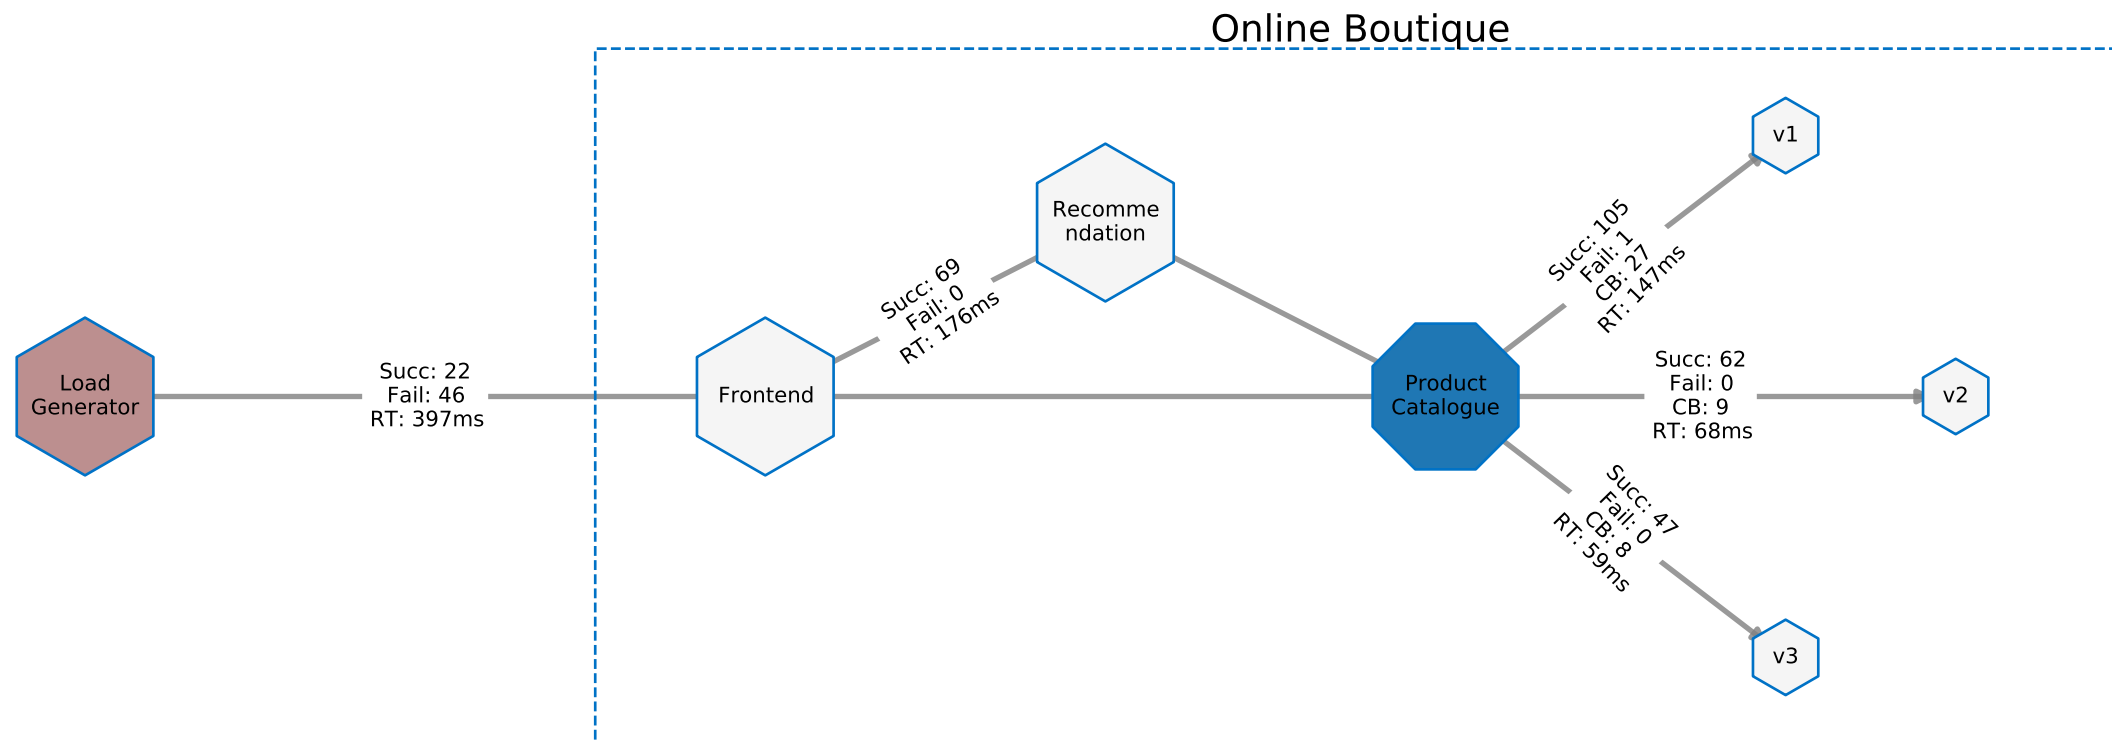 Online Boutique
Load
Generator
Succ: 22
Fail: 46
RT: 397ms
Frontend
Succ: 69
Fail: 0
RT: 176ms
Recomme
ndation
Product
Catalogue
Succ: 105
Fail: 1
CB: 27
RT: 147ms
v1
Succ: 62
Fail: 0
CB: 9
RT: 68ms
v2
Succ: 47
Fail: 0
CB: 8
RT: 59ms
v3